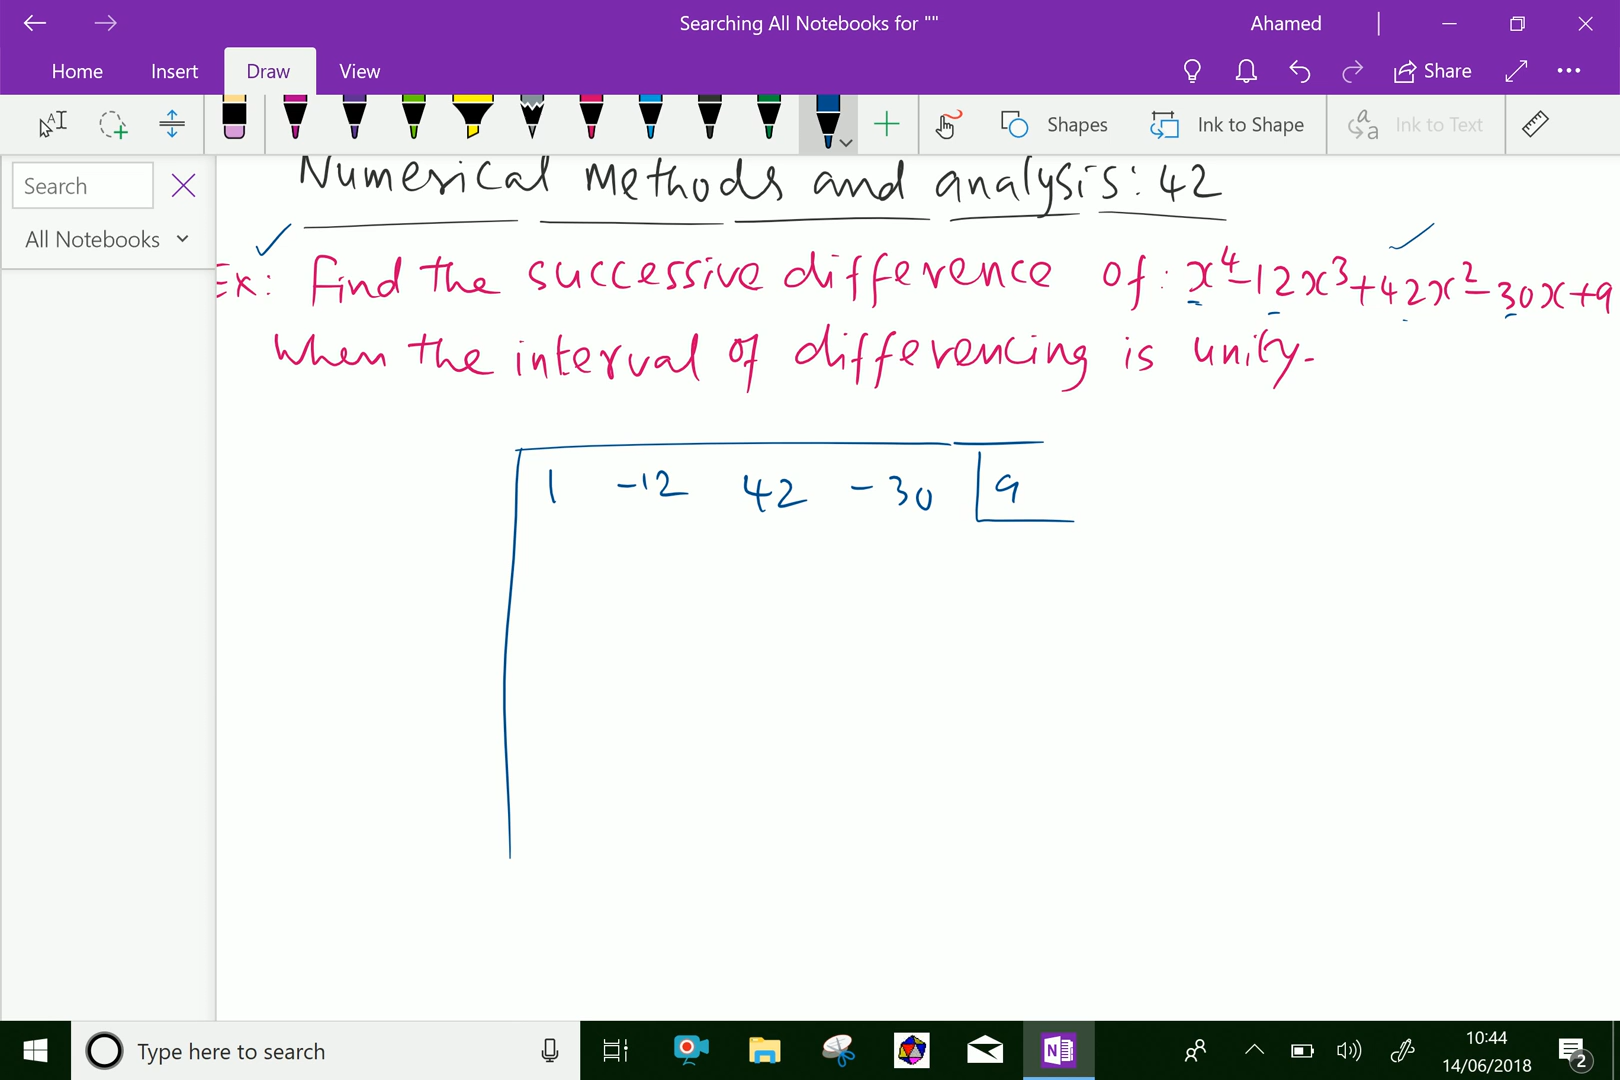 Searching All Notebooks for ""
Ahamed
Home Insert Draw View
Share
Shapes Ink to Shape Ink to Text
Search
All Notebooks
Numerical Methods and analysis: 42
Ex: Find the successive difference of: x⁴-12x³+42x²-30x+9
When the interval of differencing is unity.
1 -12 42 -30 9
Type here to search
10:44
14/06/2018
2